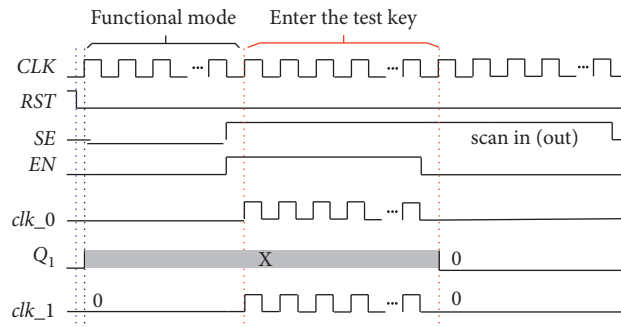 Functional mode
Enter the test key
CLK
...
...
...
RST
SE
scan in (out)
EN
clk_0
...
Q1
X
0
clk_1
0
...
0